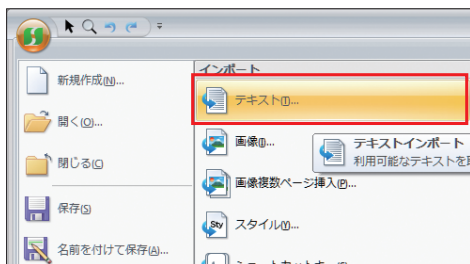 新規作成(N)...
開く(O)...
閉じる(C)
保存(S)
名前を付けて保存(A)...
インポート
テキスト(T)...
画像(I)...
画像複数ページ挿入(P)...
Sty
スタイル(Y)...
テキストインポート
利用可能なテキストを